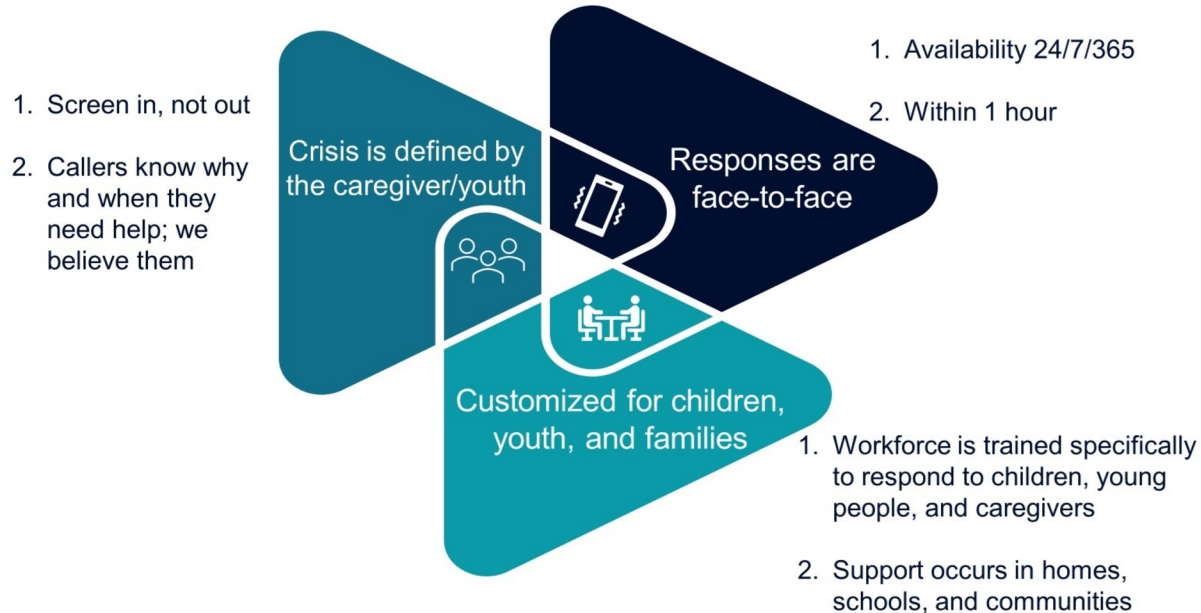 1. Screen in, not out
2. Callers know why
and when they
need help; we
believe them
Crisis is defined by
the caregiver/youth
Responses are
face-to-face
1. Availability 24/7/365
2. Within 1 hour
Customized for children,
youth, and families
1. Workforce is trained specifically
to respond to children, young
people, and caregivers
2. Support occurs in homes,
schools, and communities